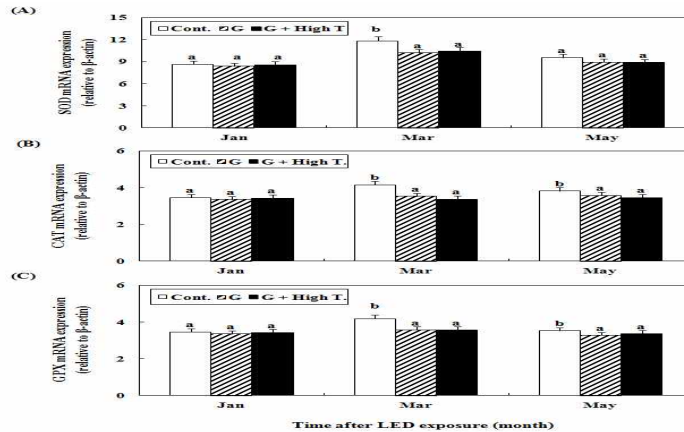 (A)
SOD mRNA expression
(relative to β-actin)
15
12
9
6
3
0
Cont. G G + High T
a a a
b a a
a a a
Jan Mar May
(B)
CAT mRNA expression
(relative to β-actin)
6
4
2
0
Cont. G G + High T.
a a a
b a a
b a a
Jan Mar May
(C)
GPX mRNA expression
(relative to β-actin)
6
4
2
0
Cont. G G + High T.
a a a
b a a
b a a
Jan Mar May
Time after LED exposure (month)